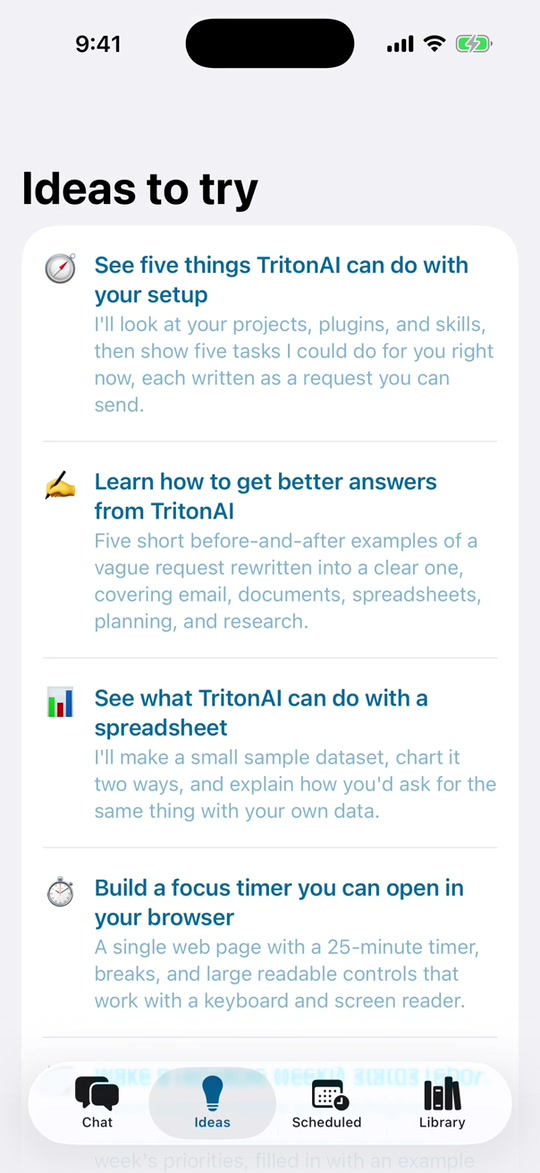 9:41
Ideas to try
See five things TritonAI can do with
your setup
I'll look at your projects, plugins, and skills,
then show five tasks I could do for you right
now, each written as a request you can
send.
Learn how to get better answers
from TritonAI
Five short before-and-after examples of a
vague request rewritten into a clear one,
covering email, documents, spreadsheets,
planning, and research.
See what TritonAI can do with a
spreadsheet
I'll make a small sample dataset, chart it
two ways, and explain how you'd ask for the
same thing with your own data.
Build a focus timer you can open in
your browser
A single web page with a 25-minute timer,
breaks, and large readable controls that
work with a keyboard and screen reader.
Chat
Ideas
Scheduled
Library
week's priorities, filled in with an example